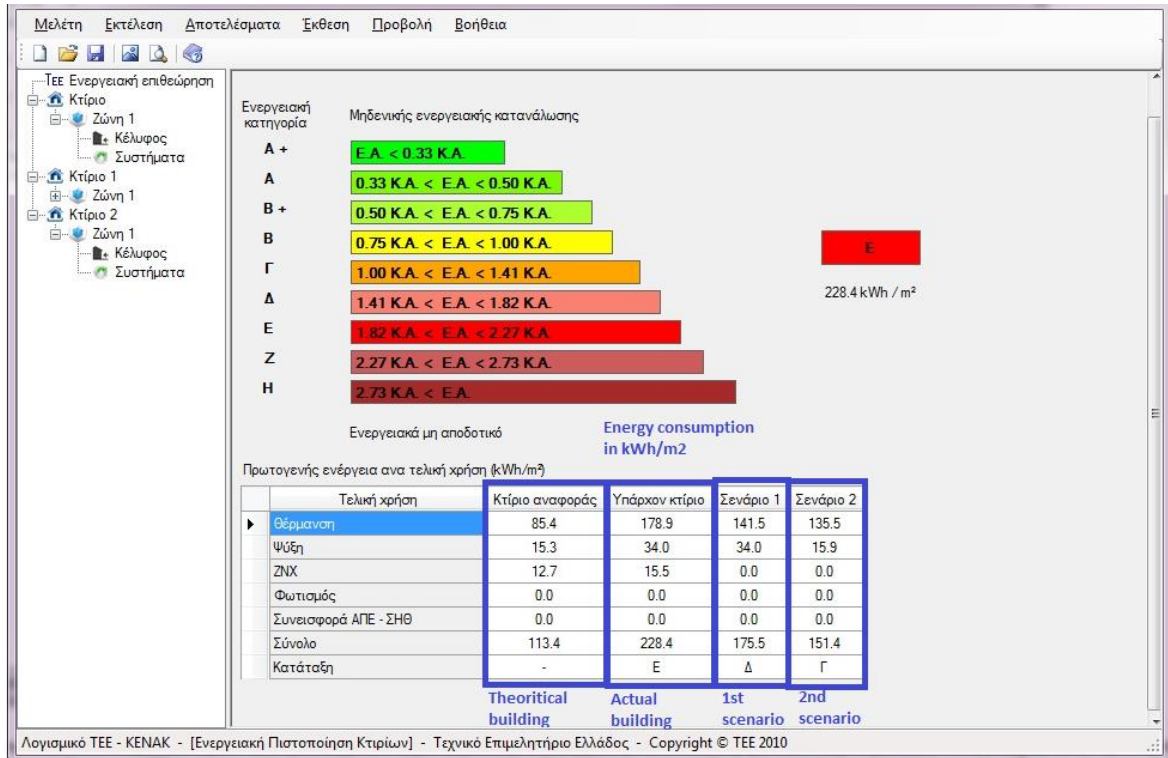 Μελέτη Εκτέλεση Αποτελέσματα Έκθεση Προβολή Βοήθεια
ΤΕΕ Ενεργειακή επιθεώρηση
Κτίριο
Ζώνη 1
Κέλυφος
Συστήματα
Κτίριο 1
Ζώνη 1
Κτίριο 2
Ζώνη 1
Κέλυφος
Συστήματα
Ενεργειακή
κατηγορία
Μηδενικής ενεργειακής κατανάλωσης
Α + Ε.Α. < 0.33 Κ.Α.
Α 0.33 Κ.Α. < Ε.Α. < 0.50 Κ.Α.
Β + 0.50 Κ.Α. < Ε.Α. < 0.75 Κ.Α.
Β 0.75 Κ.Α. < Ε.Α. < 1.00 Κ.Α.
Γ 1.00 Κ.Α. < Ε.Α. < 1.41 Κ.Α.
Δ 1.41 Κ.Α. < Ε.Α. < 1.82 Κ.Α.
Ε 1.82 Κ.Α. < Ε.Α. < 2.27 Κ.Α.
Ζ 2.27 Κ.Α. < Ε.Α. < 2.73 Κ.Α.
Η 2.73 Κ.Α. < Ε.Α.
Ε
228.4 kWh / m²
Ενεργειακά μη αποδοτικό
Energy consumption
in kWh/m2
Πρωτογενής ενέργεια ανα τελική χρήση (kWh/m²)
Τελική χρήση Κτίριο αναφοράς Υπάρχον κτίριο Σενάριο 1 Σενάριο 2
Θέρμανση 85.4 178.9 141.5 135.5
Ψύξη 15.3 34.0 34.0 15.9
ΖΝΧ 12.7 15.5 0.0 0.0
Φωτισμός 0.0 0.0 0.0 0.0
Συνεισφορά ΑΠΕ - ΣΗΘ 0.0 0.0 0.0 0.0
Σύνολο 113.4 228.4 175.5 151.4
Κατάταξη - Ε Δ Γ
Theoritical
building
Actual
building
1st
scenario
2nd
scenario
Λογισμικό ΤΕΕ - ΚΕΝΑΚ - [Ενεργειακή Πιστοποίηση Κτιρίων] - Τεχνικό Επιμελητήριο Ελλάδος - Copyright © ΤΕΕ 2010